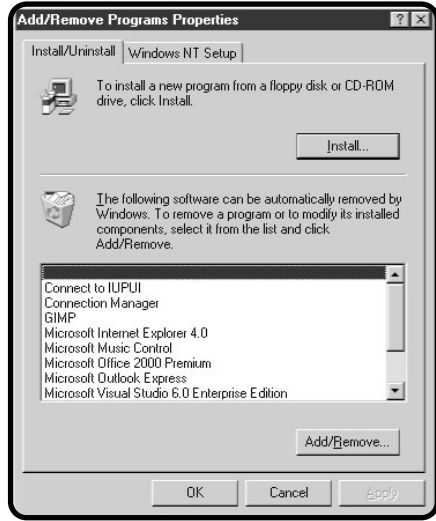 Add/Remove Programs Properties
Install/Uninstall
Windows NT Setup
To install a new program from a floppy disk or CD-ROM
drive, click Install.
Install...
The following software can be automatically removed by
Windows. To remove a program or to modify its installed
components, select it from the list and click
Add/Remove.
Connect to IUPUI
Connection Manager
GIMP
Microsoft Internet Explorer 4.0
Microsoft Music Control
Microsoft Office 2000 Premium
Microsoft Outlook Express
Microsoft Visual Studio 6.0 Enterprise Edition
Add/Remove...
OK
Cancel
Apply